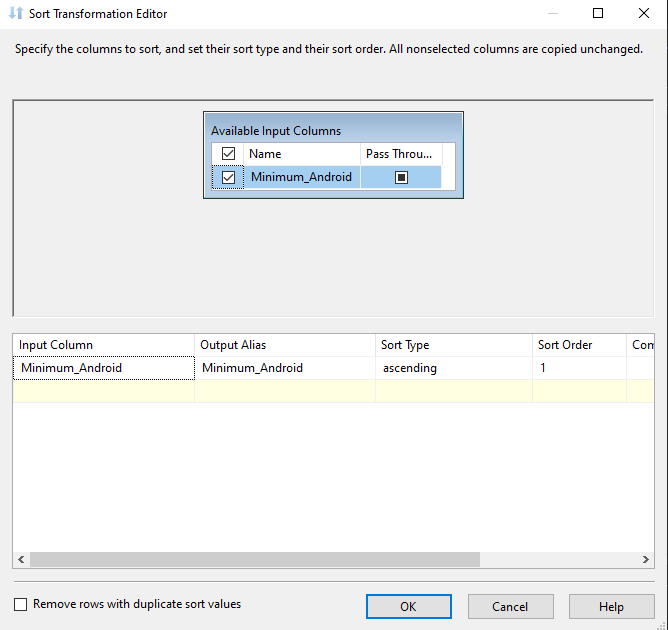 Sort Transformation Editor
Specify the columns to sort, and set their sort type and their sort order. All nonselected columns are copied unchanged.
Available Input Columns
Name Pass Throu...
Minimum_Android
Input Column Output Alias Sort Type Sort Order Com
Minimum_Android Minimum_Android ascending 1
Remove rows with duplicate sort values OK Cancel Help